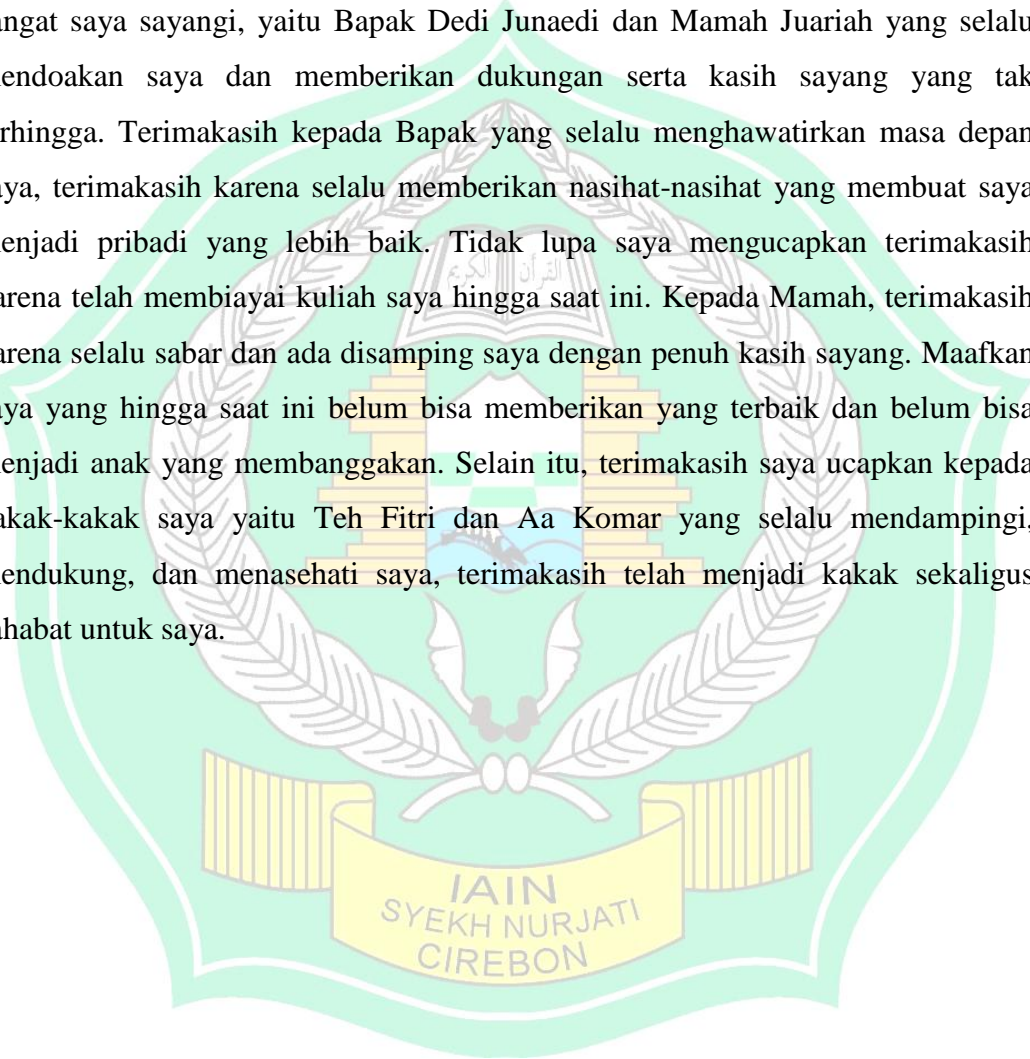 angat saya sayangi, yaitu Bapak Dedi Junaedi dan Mamah Juariah yang selalu
endoakan saya dan memberikan dukungan serta kasih sayang yang tak
rhingga. Terimakasih kepada Bapak yang selalu menghawatirkan masa depan
aya, terimakasih karena selalu memberikan nasihat-nasihat yang membuat saya
enjadi pribadi yang lebih baik. Tidak lupa saya mengucapkan terimakasih
arena telah membiayai kuliah saya hingga saat ini. Kepada Mamah, terimakasih
arena selalu sabar dan ada disamping saya dengan penuh kasih sayang. Maafkan
aya yang hingga saat ini belum bisa memberikan yang terbaik dan belum bisa
enjadi anak yang membanggakan. Selain itu, terimakasih saya ucapkan kepada
akak-kakak saya yaitu Teh Fitri dan Aa Komar yang selalu mendampingi,
endukung, dan menasehati saya, terimakasih telah menjadi kakak sekaligus
ahabat untuk saya.
القرآن الكريم
IAIN
SYEKH NURJATI
CIREBON